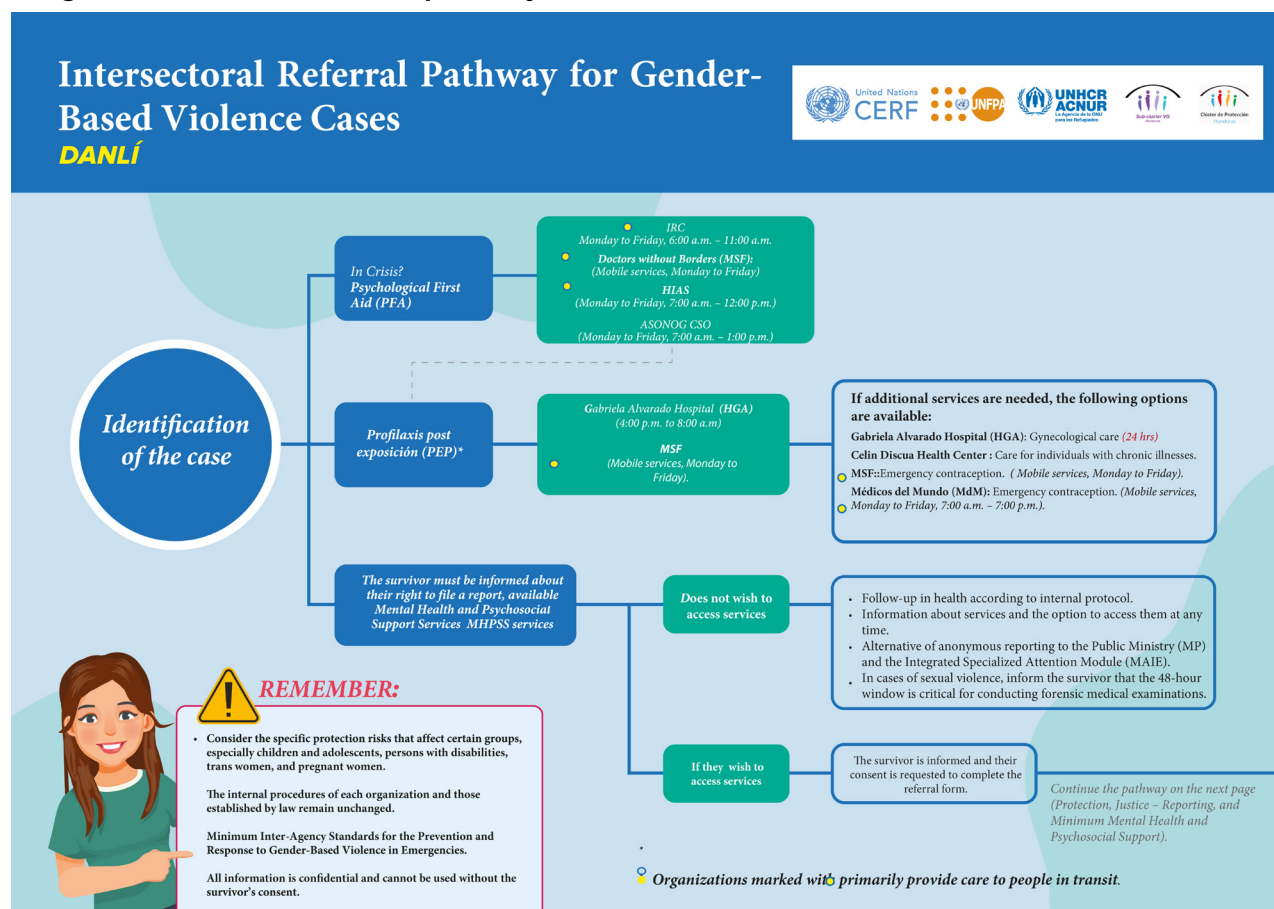 Intersectoral Referral Pathway for Gender-
Based Violence Cases
DANLÍ
United Nations
CERF
UNFPA
UNHCR
ACNUR
La Agencia de la ONU
para los Refugiados
Sub-cluster VG
Clúster de Protección
Honduras
In Crisis?
Psychological First
Aid (PFA)
IRC
Monday to Friday, 6:00 a.m. – 11:00 a.m.
Doctors without Borders (MSF):
(Mobile services, Monday to Friday)
HIAS
(Monday to Friday, 7:00 a.m. – 12:00 p.m.)
ASONOG CSO
(Monday to Friday, 7:00 a.m. – 1:00 p.m.)
Identification
of the case
Profilaxis post
exposición (PEP)*
Gabriela Alvarado Hospital (HGA)
(4:00 p.m. to 8:00 a.m)
MSF
(Mobile services, Monday to
Friday).
If additional services are needed, the following options
are available:
Gabriela Alvarado Hospital (HGA): Gynecological care (24 hrs)
Celin Discua Health Center : Care for individuals with chronic illnesses.
MSF::Emergency contraception. ( Mobile services, Monday to Friday).
Médicos del Mundo (MdM): Emergency contraception. (Mobile services,
Monday to Friday, 7:00 a.m. – 7:00 p.m.).
The survivor must be informed about
their right to file a report, available
Mental Health and Psychosocial
Support Services MHPSS services
Does not wish to
access services
• Follow-up in health according to internal protocol.
• Information about services and the option to access them at any
time.
• Alternative of anonymous reporting to the Public Ministry (MP)
and the Integrated Specialized Attention Module (MAIE).
• In cases of sexual violence, inform the survivor that the 48-hour
window is critical for conducting forensic medical examinations.
If they wish to
access services
The survivor is informed and their
consent is requested to complete the
referral form.
Continue the pathway on the next page
(Protection, Justice – Reporting, and
Minimum Mental Health and
Psychosocial Support).
REMEMBER:
• Consider the specific protection risks that affect certain groups,
especially children and adolescents, persons with disabilities,
trans women, and pregnant women.
The internal procedures of each organization and those
established by law remain unchanged.
Minimum Inter-Agency Standards for the Prevention and
Response to Gender-Based Violence in Emergencies.
All information is confidential and cannot be used without the
survivor's consent.
Organizations marked with primarily provide care to people in transit.